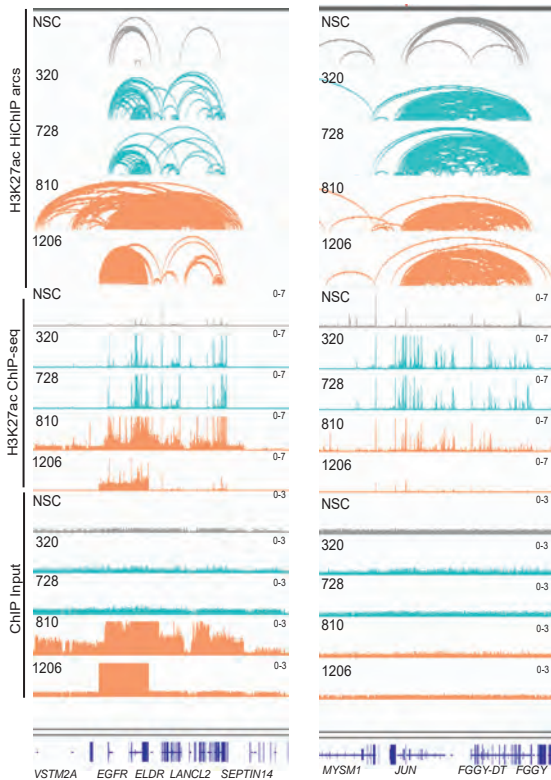 H3K27ac HiChIP arcs
NSC
320
728
810
1206
NSC
320
728
810
1206
H3K27ac ChIP-seq
NSC 0-7
320 0-7
728 0-7
810 0-7
1206 0-7
NSC 0-7
320 0-7
728 0-7
810 0-7
1206 0-7
ChIP Input
NSC 0-3
320 0-3
728 0-3
810 0-3
1206 0-3
NSC 0-3
320 0-3
728 0-3
810 0-3
1206 0-3
VSTM2A EGFR ELDR LANCL2 SEPTIN14
MYSM1 JUN FGGY-DT FGGY